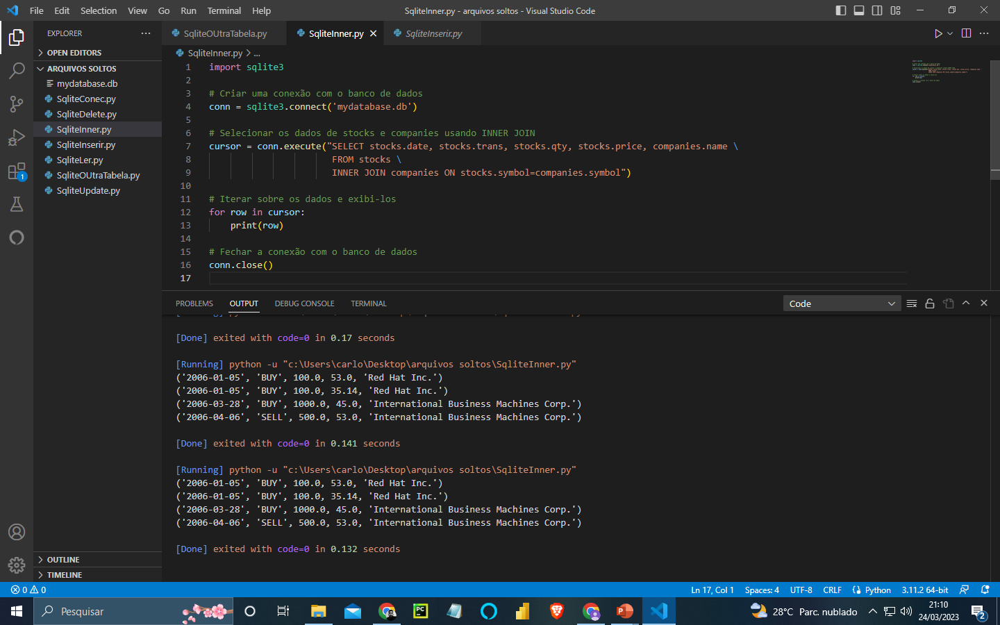 File Edit Selection View Go Run Terminal Help
SqliteInner.py - arquivos soltos - Visual Studio Code
EXPLORER
OPEN EDITORS
ARQUIVOS SOLTOS
mydatabase.db
SqliteConec.py
SqliteDelete.py
SqliteInner.py
SqliteInserir.py
SqliteLer.py
SqliteOUtraTabela.py
SqliteUpdate.py
1
OUTLINE
TIMELINE
SqliteOUtraTabela.py SqliteInner.py SqliteInserir.py
SqliteInner.py > ...
1 import sqlite3
2
3 # Criar uma conexão com o banco de dados
4 conn = sqlite3.connect('mydatabase.db')
5
6 # Selecionar os dados de stocks e companies usando INNER JOIN
7 cursor = conn.execute("SELECT stocks.date, stocks.trans, stocks.qty, stocks.price, companies.name \
8 FROM stocks \
9 INNER JOIN companies ON stocks.symbol=companies.symbol")
10
11 # Iterar sobre os dados e exibi-los
12 for row in cursor:
13 print(row)
14
15 # Fechar a conexão com o banco de dados
16 conn.close()
17
PROBLEMS OUTPUT DEBUG CONSOLE TERMINAL
Code
[Done] exited with code=0 in 0.17 seconds
[Running] python -u "c:\Users\carlo\Desktop\arquivos soltos\SqliteInner.py"
('2006-01-05', 'BUY', 100.0, 53.0, 'Red Hat Inc.')
('2006-01-05', 'BUY', 100.0, 35.14, 'Red Hat Inc.')
('2006-03-28', 'BUY', 1000.0, 45.0, 'International Business Machines Corp.')
('2006-04-06', 'SELL', 500.0, 53.0, 'International Business Machines Corp.')
[Done] exited with code=0 in 0.141 seconds
[Running] python -u "c:\Users\carlo\Desktop\arquivos soltos\SqliteInner.py"
('2006-01-05', 'BUY', 100.0, 53.0, 'Red Hat Inc.')
('2006-01-05', 'BUY', 100.0, 35.14, 'Red Hat Inc.')
('2006-03-28', 'BUY', 1000.0, 45.0, 'International Business Machines Corp.')
('2006-04-06', 'SELL', 500.0, 53.0, 'International Business Machines Corp.')
[Done] exited with code=0 in 0.132 seconds
0 0
Ln 17, Col 1 Spaces: 4 UTF-8 CRLF Python 3.11.2 64-bit
Pesquisar
PC
28°C Parc. nublado
21:10
24/03/2023
2